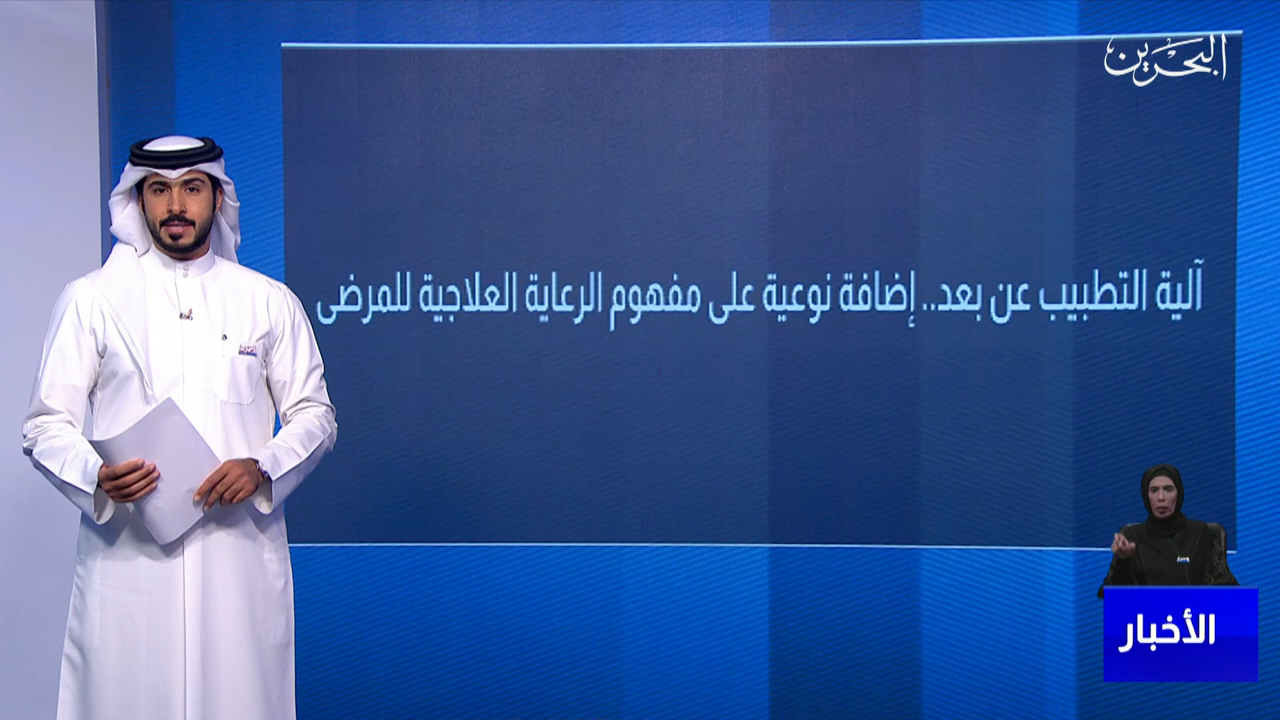 البحرين
آلية التطبيب عن بعد.. إضافة نوعية على مفهوم الرعاية العلاجية للمرضى
الأخبار